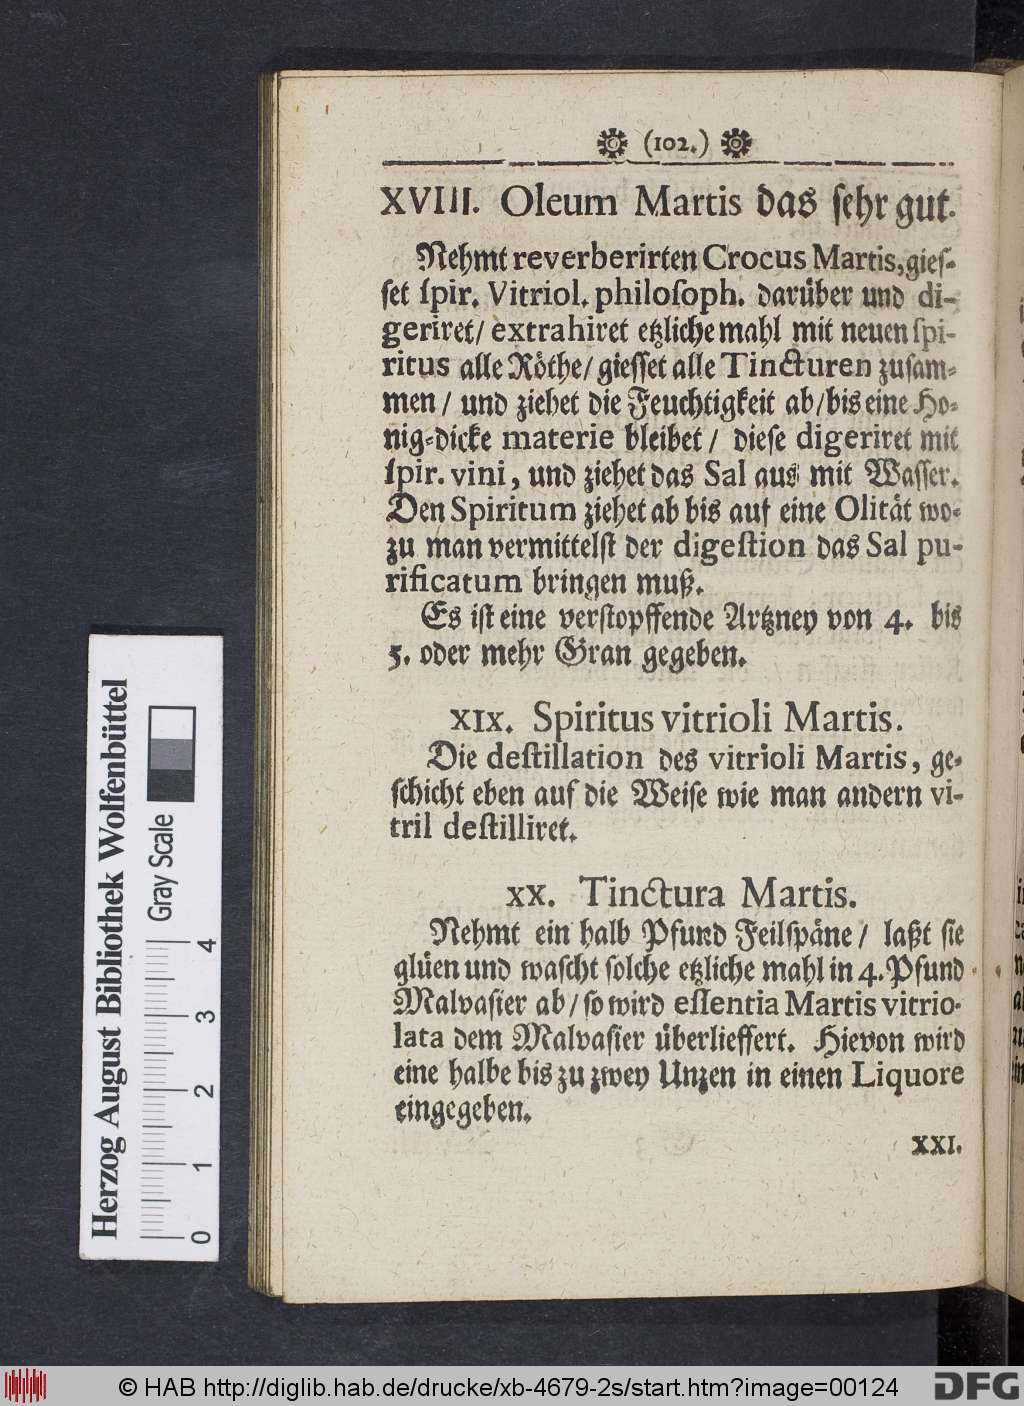 (102.)
XVIII. Oleum Martis das sehr gut.
Nehmt reverberirten Crocus Martis, gies-
set spir. Vitriol. philosoph. darüber und di-
geriret/ extrahiret etzliche mahl mit neuen spi-
ritus alle Röthe/ giesset alle Tincturen zusam-
men/ und ziehet die Feuchtigkeit ab/ bis eine Ho-
nig-dicke materie bleibet/ diese digeriret mit
spir. vini, und ziehet das Sal aus mit Wasser.
Den Spiritum ziehet ab bis auf eine Olität wo-
zu man vermittelst der digestion das Sal pu-
rificatum bringen muß.
Es ist eine verstopffende Artzney von 4. bis
5. oder mehr Gran gegeben.
XIX. Spiritus vitrioli Martis.
Die destillation des vitrioli Martis, ge-
schicht eben auf die Weise wie man andern vi-
tril destilliret.
XX. Tinctura Martis.
Nehmt ein halb Pfund Feilspäne/ laßt sie
glüen und wascht solche etzliche mahl in 4. Pfund
Malvasier ab/ so wird essentia Martis vitrio-
lata dem Malvasier überlieffert. Hievon wird
eine halbe bis zu zwey Unzen in einen Liquore
eingegeben.
XXI.
Herzog August Bibliothek Wolfenbüttel
Gray Scale
0 1 2 3 4
© HAB http://diglib.hab.de/drucke/xb-4679-2s/start.htm?image=00124
diglib
DFG